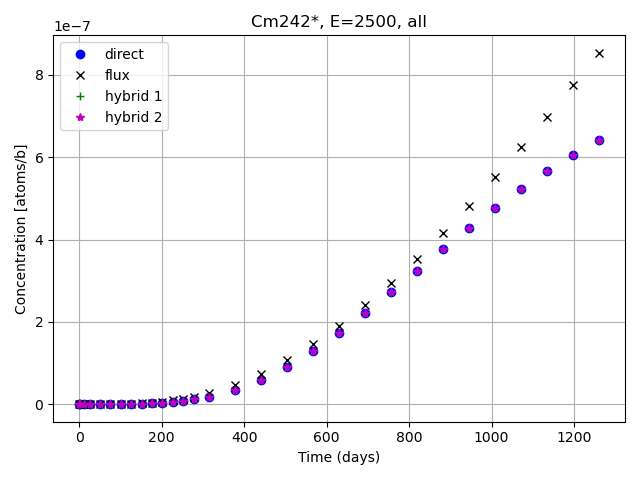 Cm242*, E=2500, all
1e−7
direct
flux
hybrid 1
hybrid 2
8
6
4
2
0
Concentration [atoms/b]
0 200 400 600 800 1000 1200
Time (days)